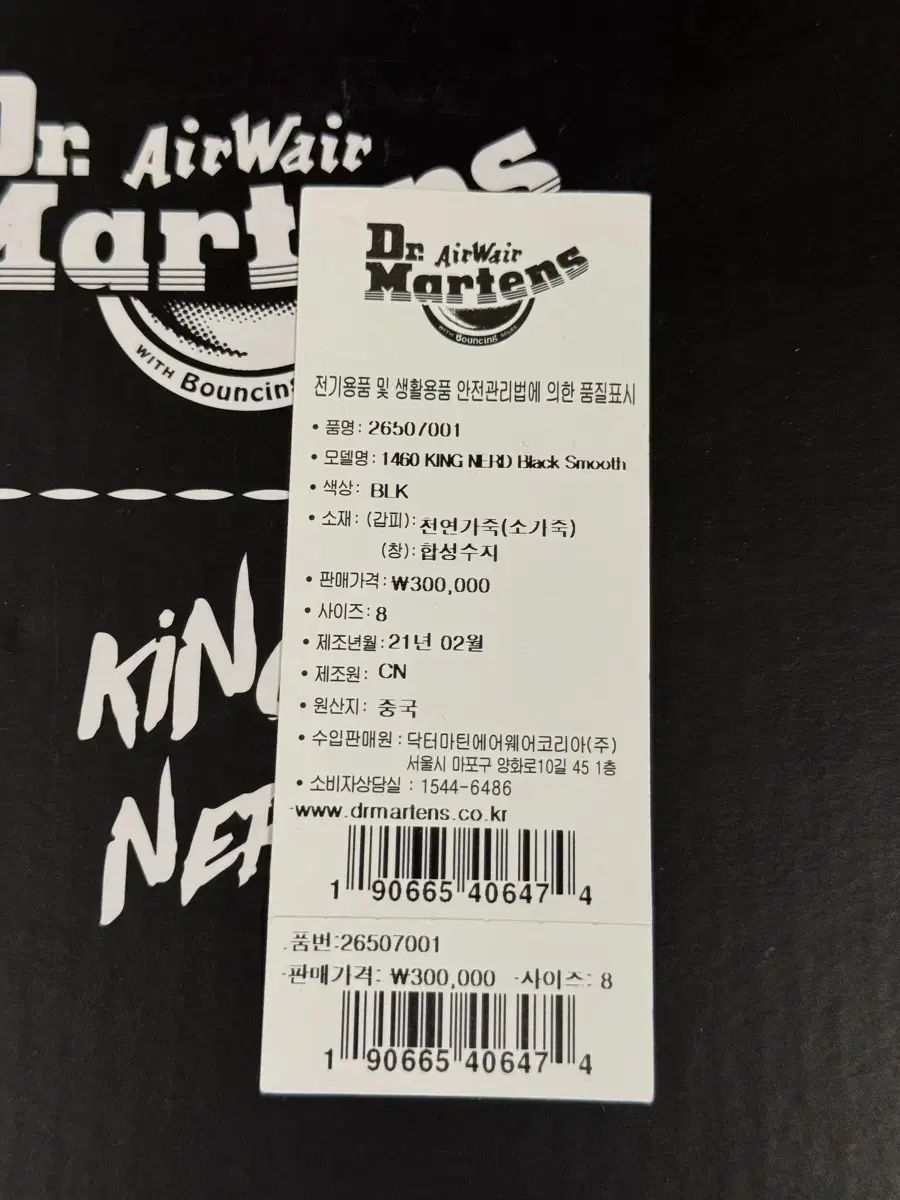 Dr. AirWair
Martens
WITH Bouncing
KING
NER
Dr. AirWair
Martens
WITH Bouncing SOLES
전기용품 및 생활용품 안전관리법에 의한 품질표시
• 품명: 26507001
• 모델명: 1460 KING NERD Black Smooth
• 색상: BLK
• 소재: (갑피): 천연가죽(소가죽)
(창): 합성수지
• 판매가격: ₩300,000
• 사이즈: 8
• 제조년월: 21년 02월
• 제조원: CN
• 원산지: 중국
• 수입판매원 : 닥터마틴에어웨어코리아(주)
서울시 마포구 양화로10길 45 1층
• 소비자상담실 : 1544-6486
-www.drmartens.co.kr
1 90665 40647 4
.품번:26507001
-판매가격: ₩300,000 -사이즈: 8
1 90665 40647 4